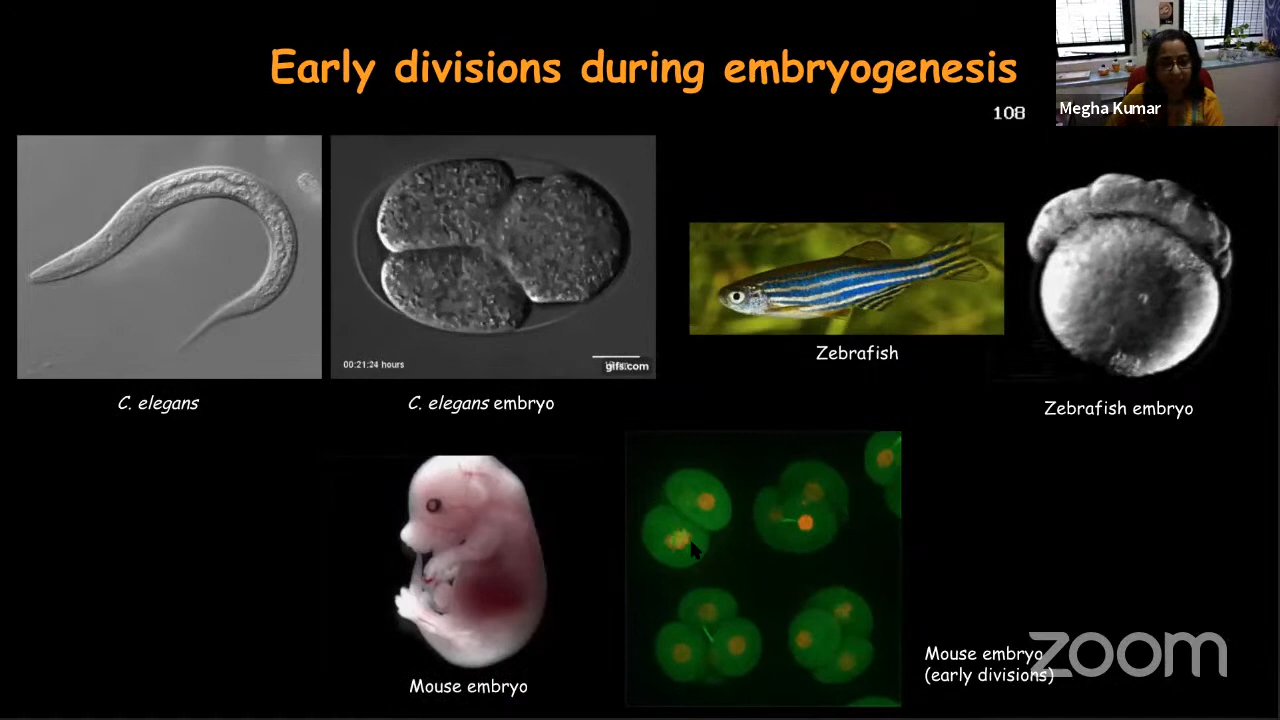 Early divisions during embryogenesis
Megha Kumar
108
00:21:24 hours
gifs.com
Zebrafish
C. elegans
C. elegans embryo
Zebrafish embryo
Mouse embryo
Mouse embryo
(early divisions)
zoom